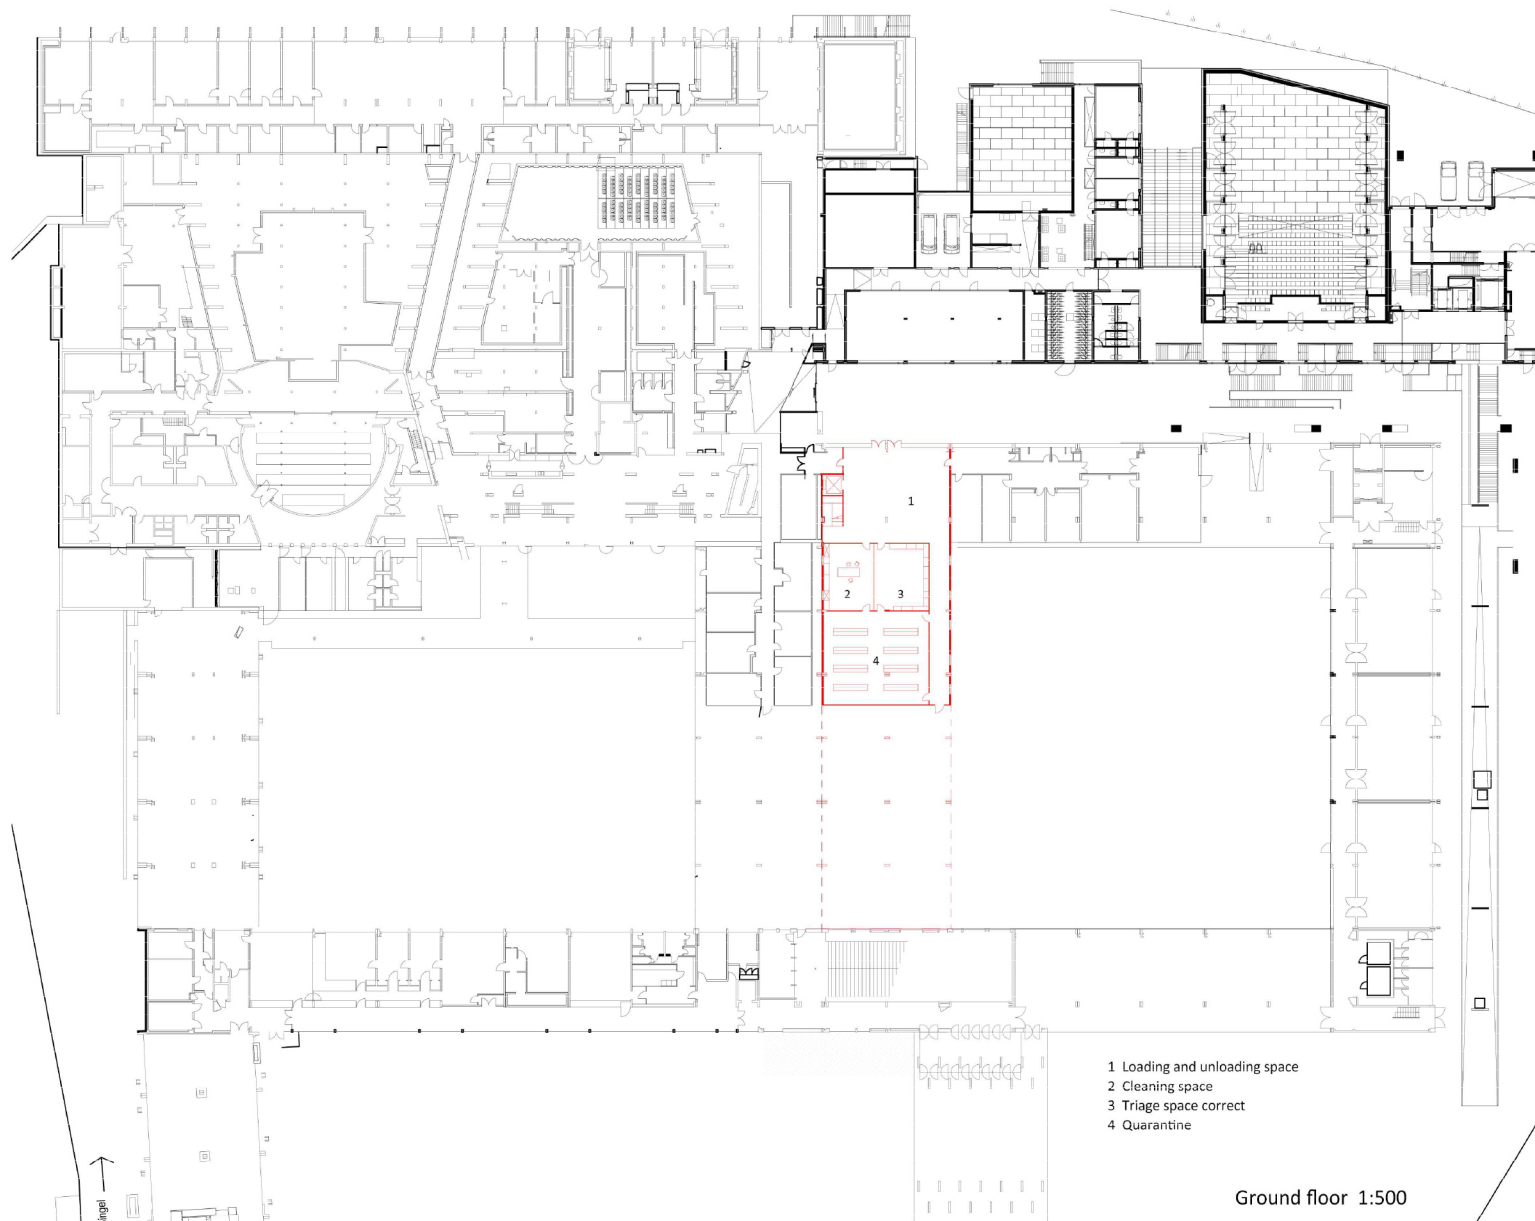 1
2
3
4
1 Loading and unloading space
2 Cleaning space
3 Triage space correct
4 Quarantine
Ground floor 1:500